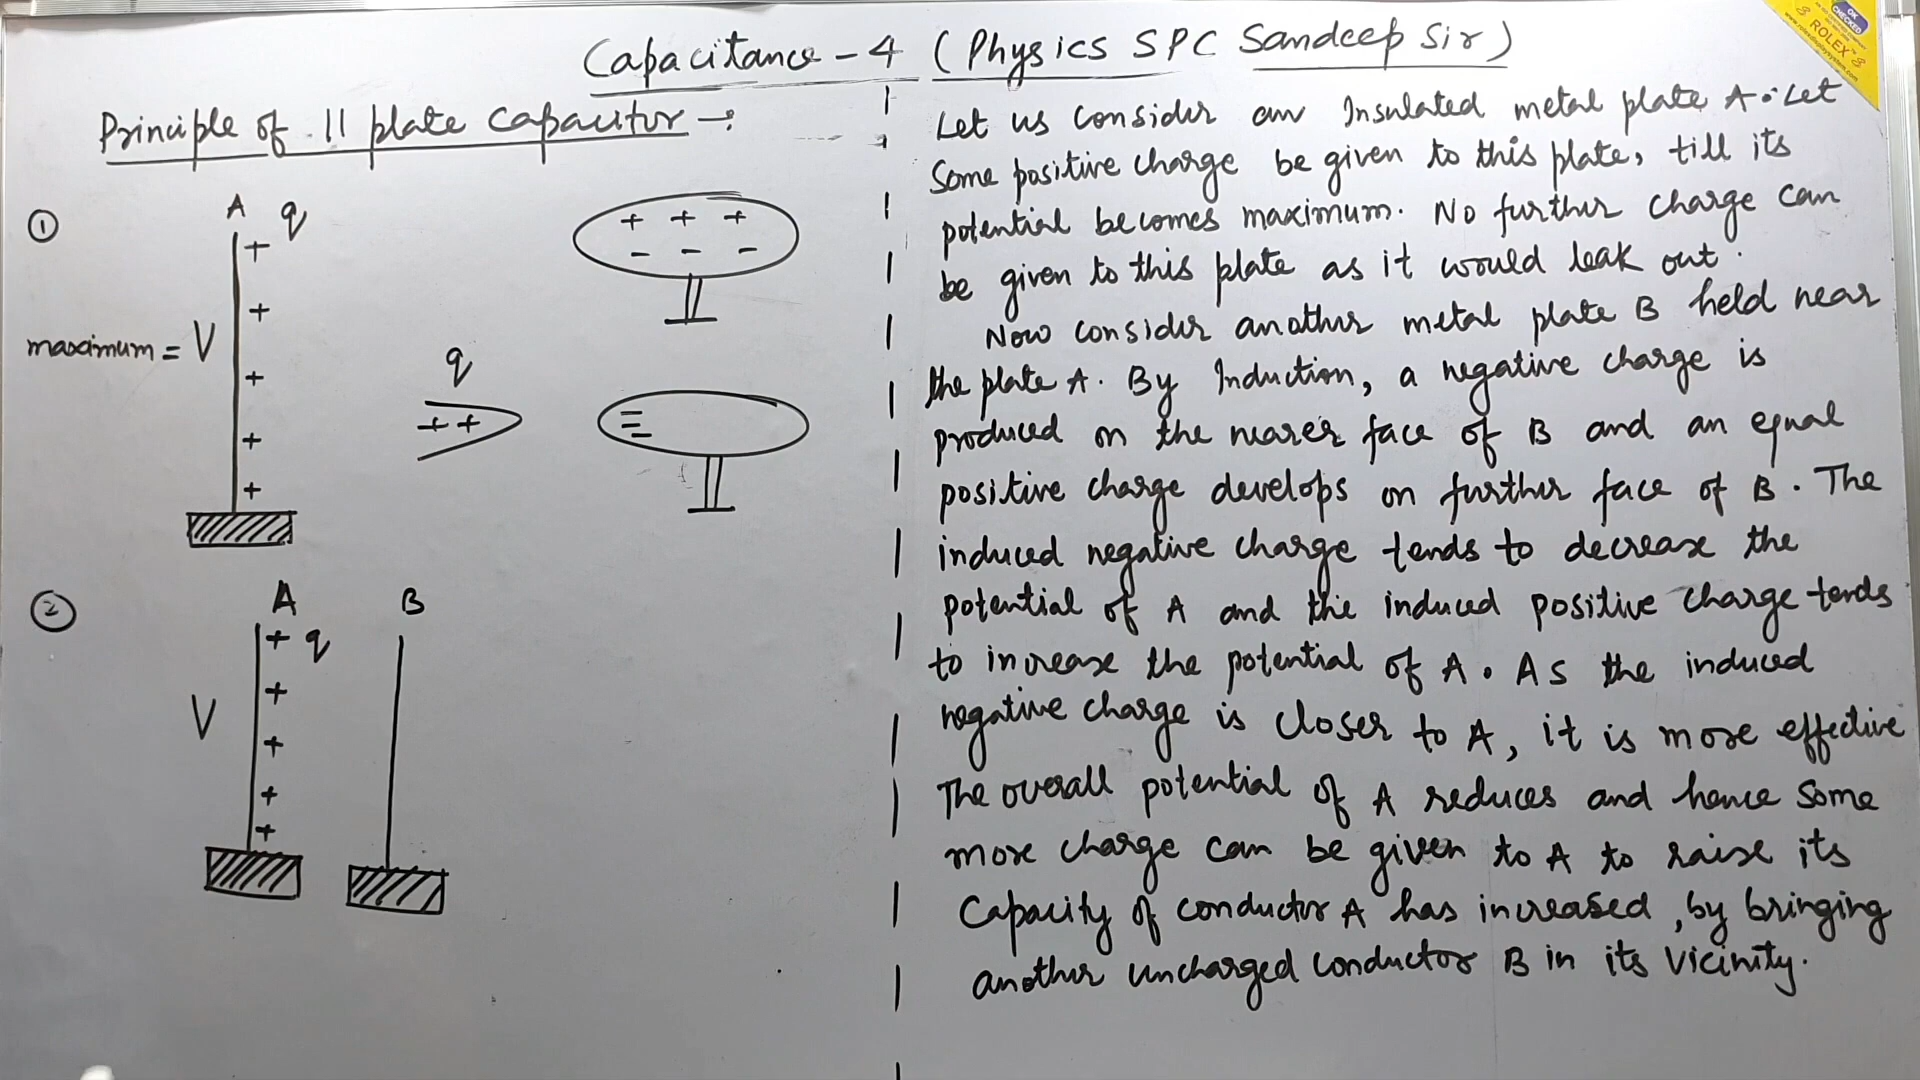 Capacitance - 4 (Physics SPC Sandeep Sir)
Principle of || plate capacitor →:
①
A q
+
+
+
+
+
maximum = V
+ + +
- - -
q
++
②
A B
+ q
+
+
+
+
V
Let us consider an Insulated metal plate A. Let
Some positive charge be given to this plate, till its
potential becomes maximum. No further charge can
be given to this plate as it would leak out.
Now consider another metal plate B held near
the plate A. By Induction, a negative charge is
produced on the nearer face of B and an equal
positive charge develops on further face of B. The
induced negative charge tends to decrease the
potential of A and the induced positive charge tends
to increase the potential of A. As the induced
negative charge is closer to A, it is more effective
The overall potential of A reduces and hence some
more charge can be given to A to raise its
Capacity of conductor A has increased, by bringing
another uncharged conductor B in its vicinity.
OK
CHECKED
ROLEX
www.rolexdisplaysystem.com